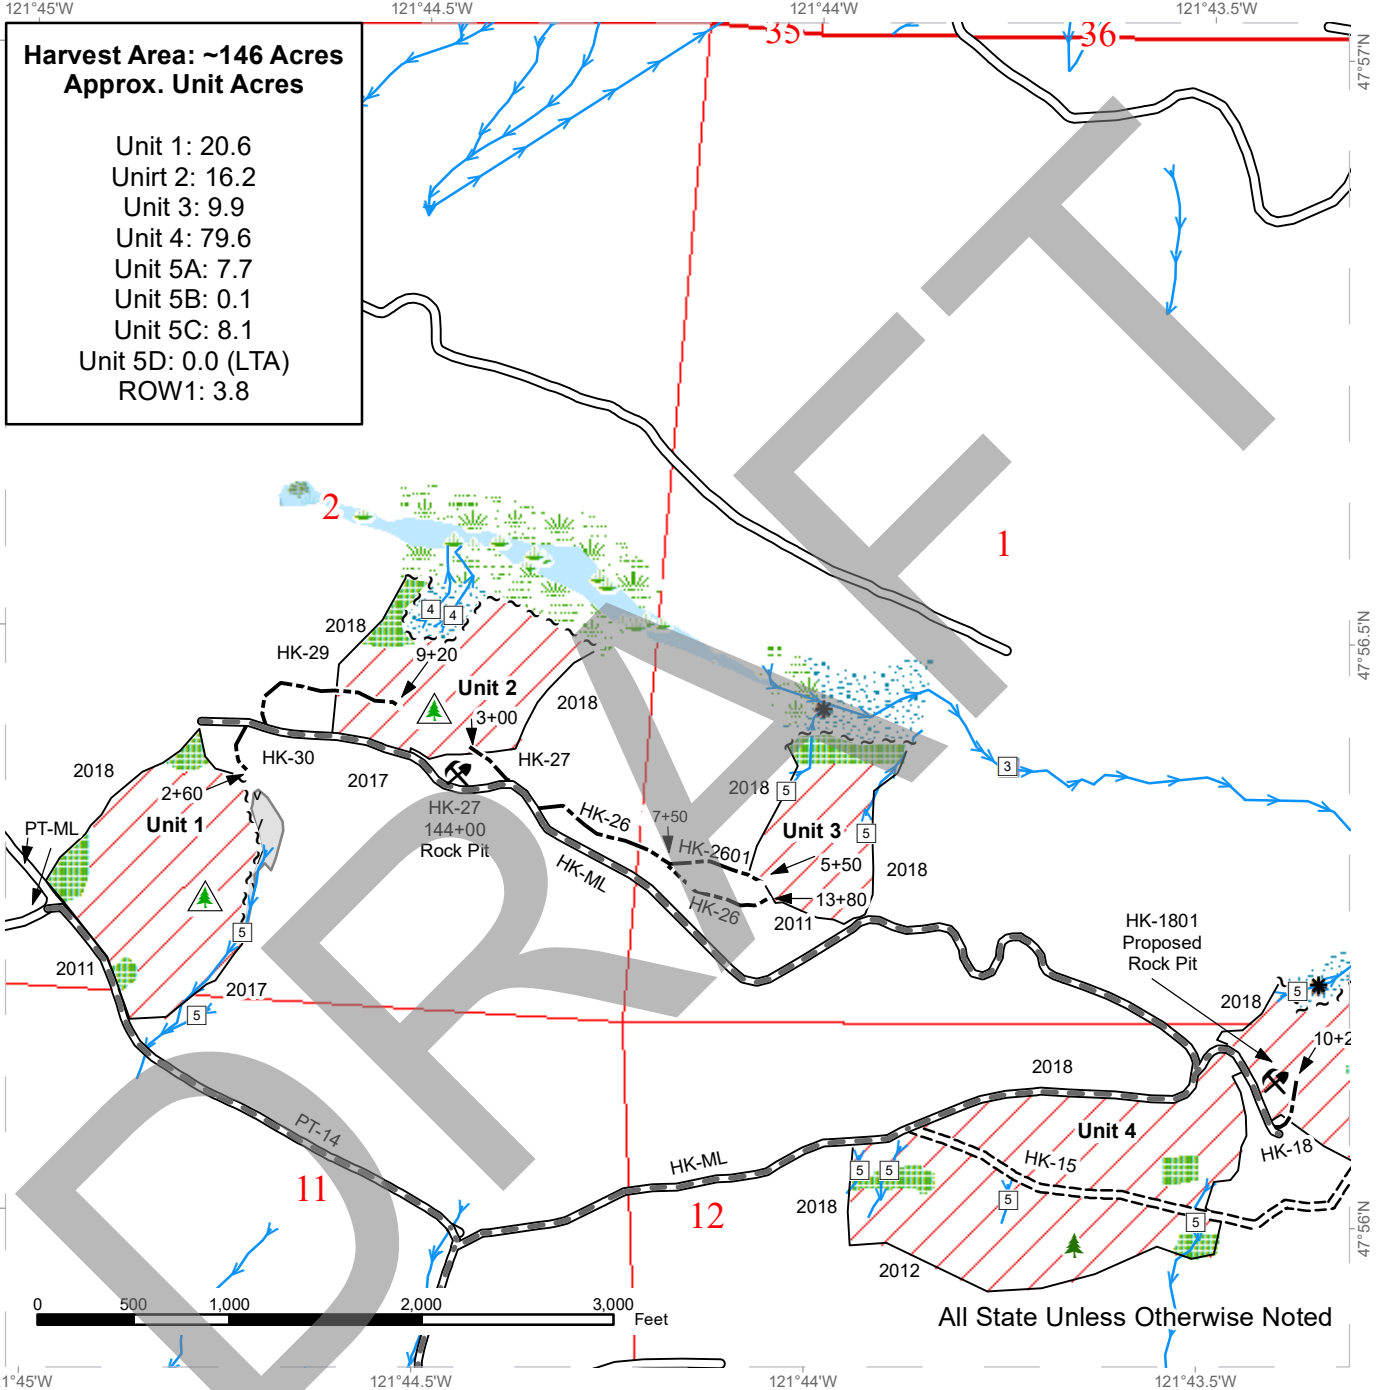 121°45'W
121°44.5'W
121°44'W
121°43.5'W
Harvest Area: ~146 Acres
Approx. Unit Acres
Unit 1: 20.6
Unirt 2: 16.2
Unit 3: 9.9
Unit 4: 79.6
Unit 5A: 7.7
Unit 5B: 0.1
Unit 5C: 8.1
Unit 5D: 0.0 (LTA)
ROW1: 3.8
35
36
47°57'N
2
1
DRAFT
4
4
2018
HK-29
9+20
Unit 2
2018
3+00
47°56.5'N
HK-30
HK-27
2018
2017
2+60
3
2018
5
HK-27
144+00
Rock Pit
HK-26
7+50
Unit 1
PT-ML
Unit 3
5
HK-2601
5+50
2018
HK-ML
HK-26
13+80
2011
5
HK-1801
Proposed
Rock Pit
2011
2017
5
5
2018
10+2
2018
PT-14
Unit 4
HK-ML
HK-15
HK-18
5
5
5
11
12
2018
5
47°56'N
2012
0
500
1,000
2,000
3,000
Feet
All State Unless Otherwise Noted
121°45'W
121°44.5'W
121°44'W
121°43.5'W